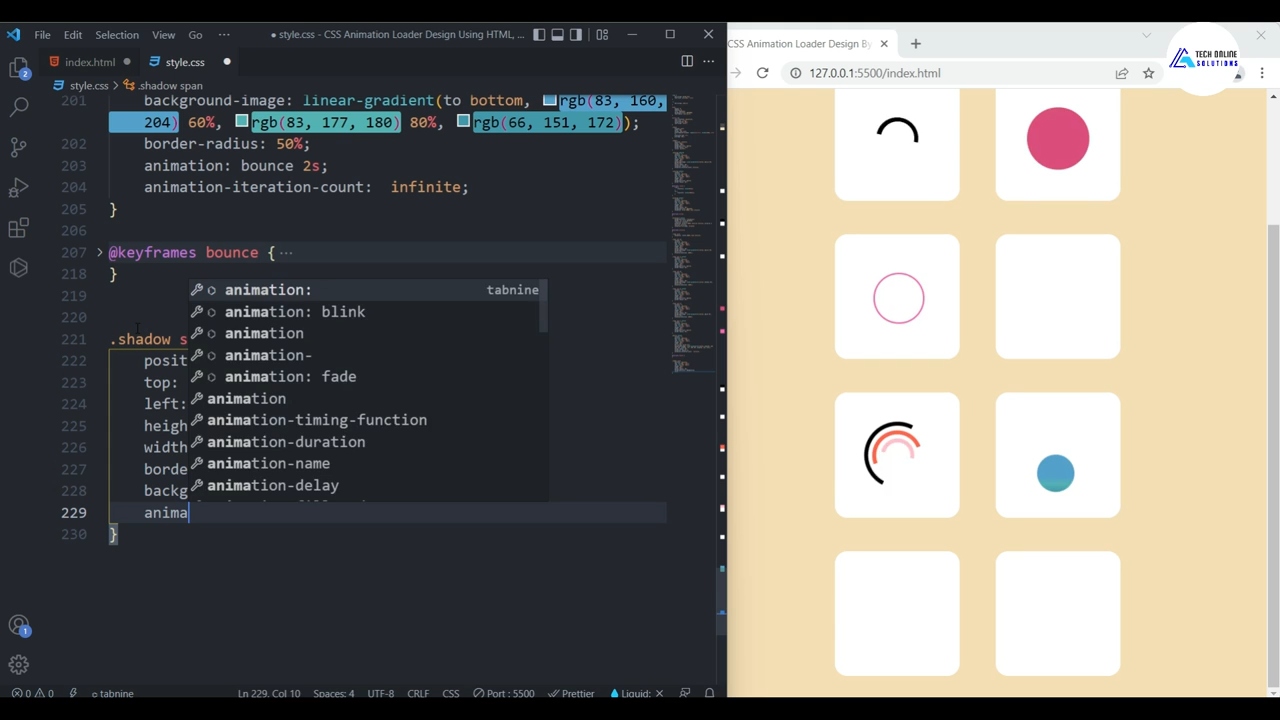 File Edit Selection View Go ··· ● style.css - CSS Animation Loader Design Using HTML, ...
index.html ● style.css ●
style.css > .shadow span
201 background-image: linear-gradient(to bottom, rgb(83, 160,
204) 60%, rgb(83, 177, 180) 80%, rgb(66, 151, 172));
202 border-radius: 50%;
203 animation: bounce 2s;
204 animation-iteration-count: infinite;
205 }
206
207 > @keyframes bounce { ···
218 }
219
220
221 .shadow s
222 posit
223 top:
224 left:
225 heigh
226 width
227 borde
228 backg
229 anima
230 }
animation: tabnine
animation: blink
animation
animation-
animation: fade
animation
animation-timing-function
animation-duration
animation-name
animation-delay
2
1
0 0 tabnine Ln 229, Col 10 Spaces: 4 UTF-8 CRLF CSS Port : 5500 Prettier Liquid:
CSS Animation Loader Design By
127.0.0.1:5500/index.html
TECH ONLINE
SOLUTIONS